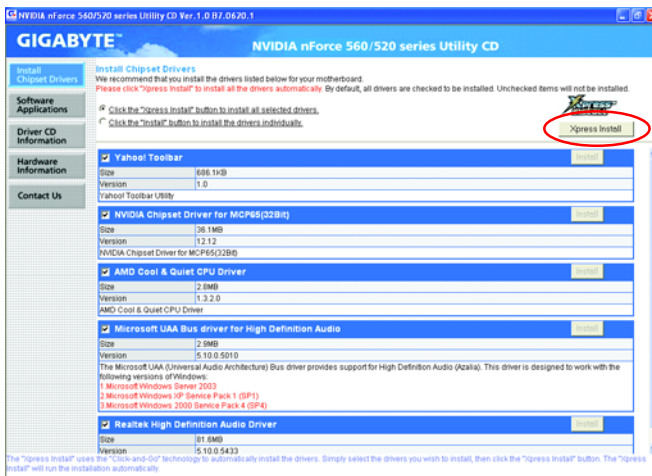 NVIDIA nForce 560/520 series Utility CD Ver.1.0 B7.0620.1
GIGABYTE™
NVIDIA nForce 560/520 series Utility CD
Install
Chipset Drivers
Software
Applications
Driver CD
Information
Hardware
Information
Contact Us
Install Chipset Drivers
We recommend that you install the drivers listed below for your motherboard.
Please click "Xpress Install" to install all the drivers automatically. By default, all drivers are checked to be installed. Unchecked items will not be installed.
Click the "Xpress Install" button to install all selected drivers.
Click the "Install" button to install the drivers individually.
Xpress
Xpress Install
Yahoo! Toolbar
Install
Size 686.1KB
Version 1.0
Yahoo! Toolbar Utility
NVIDIA Chipset Driver for MCP65(32Bit)
Install
Size 36.1MB
Version 12.12
NVIDIA Chipset Driver for MCP65(32Bit)
AMD Cool & Quiet CPU Driver
Install
Size 2.8MB
Version 1.3.2.0
AMD Cool & Quiet CPU Driver
Microsoft UAA Bus driver for High Definition Audio
Install
Size 2.9MB
Version 5.10.0.5010
The Microsoft UAA (Universal Audio Architecture) Bus driver provides support for High Definition Audio (Azalia). This driver is designed to work with the
following versions of Windows:
1.Microsoft Windows Server 2003
2.Microsoft Windows XP Service Pack 1 (SP1)
3.Microsoft Windows 2000 Service Pack 4 (SP4)
Realtek High Definition Audio Driver
Install
Size 81.6MB
Version 5.10.0.5433
The "Xpress Install" uses the "Click-and-Go" technology to automatically install the drivers. Simply select the drivers you wish to install, then click the "Xpress Install" button. The "Xpress
Install" will run the installation automatically.